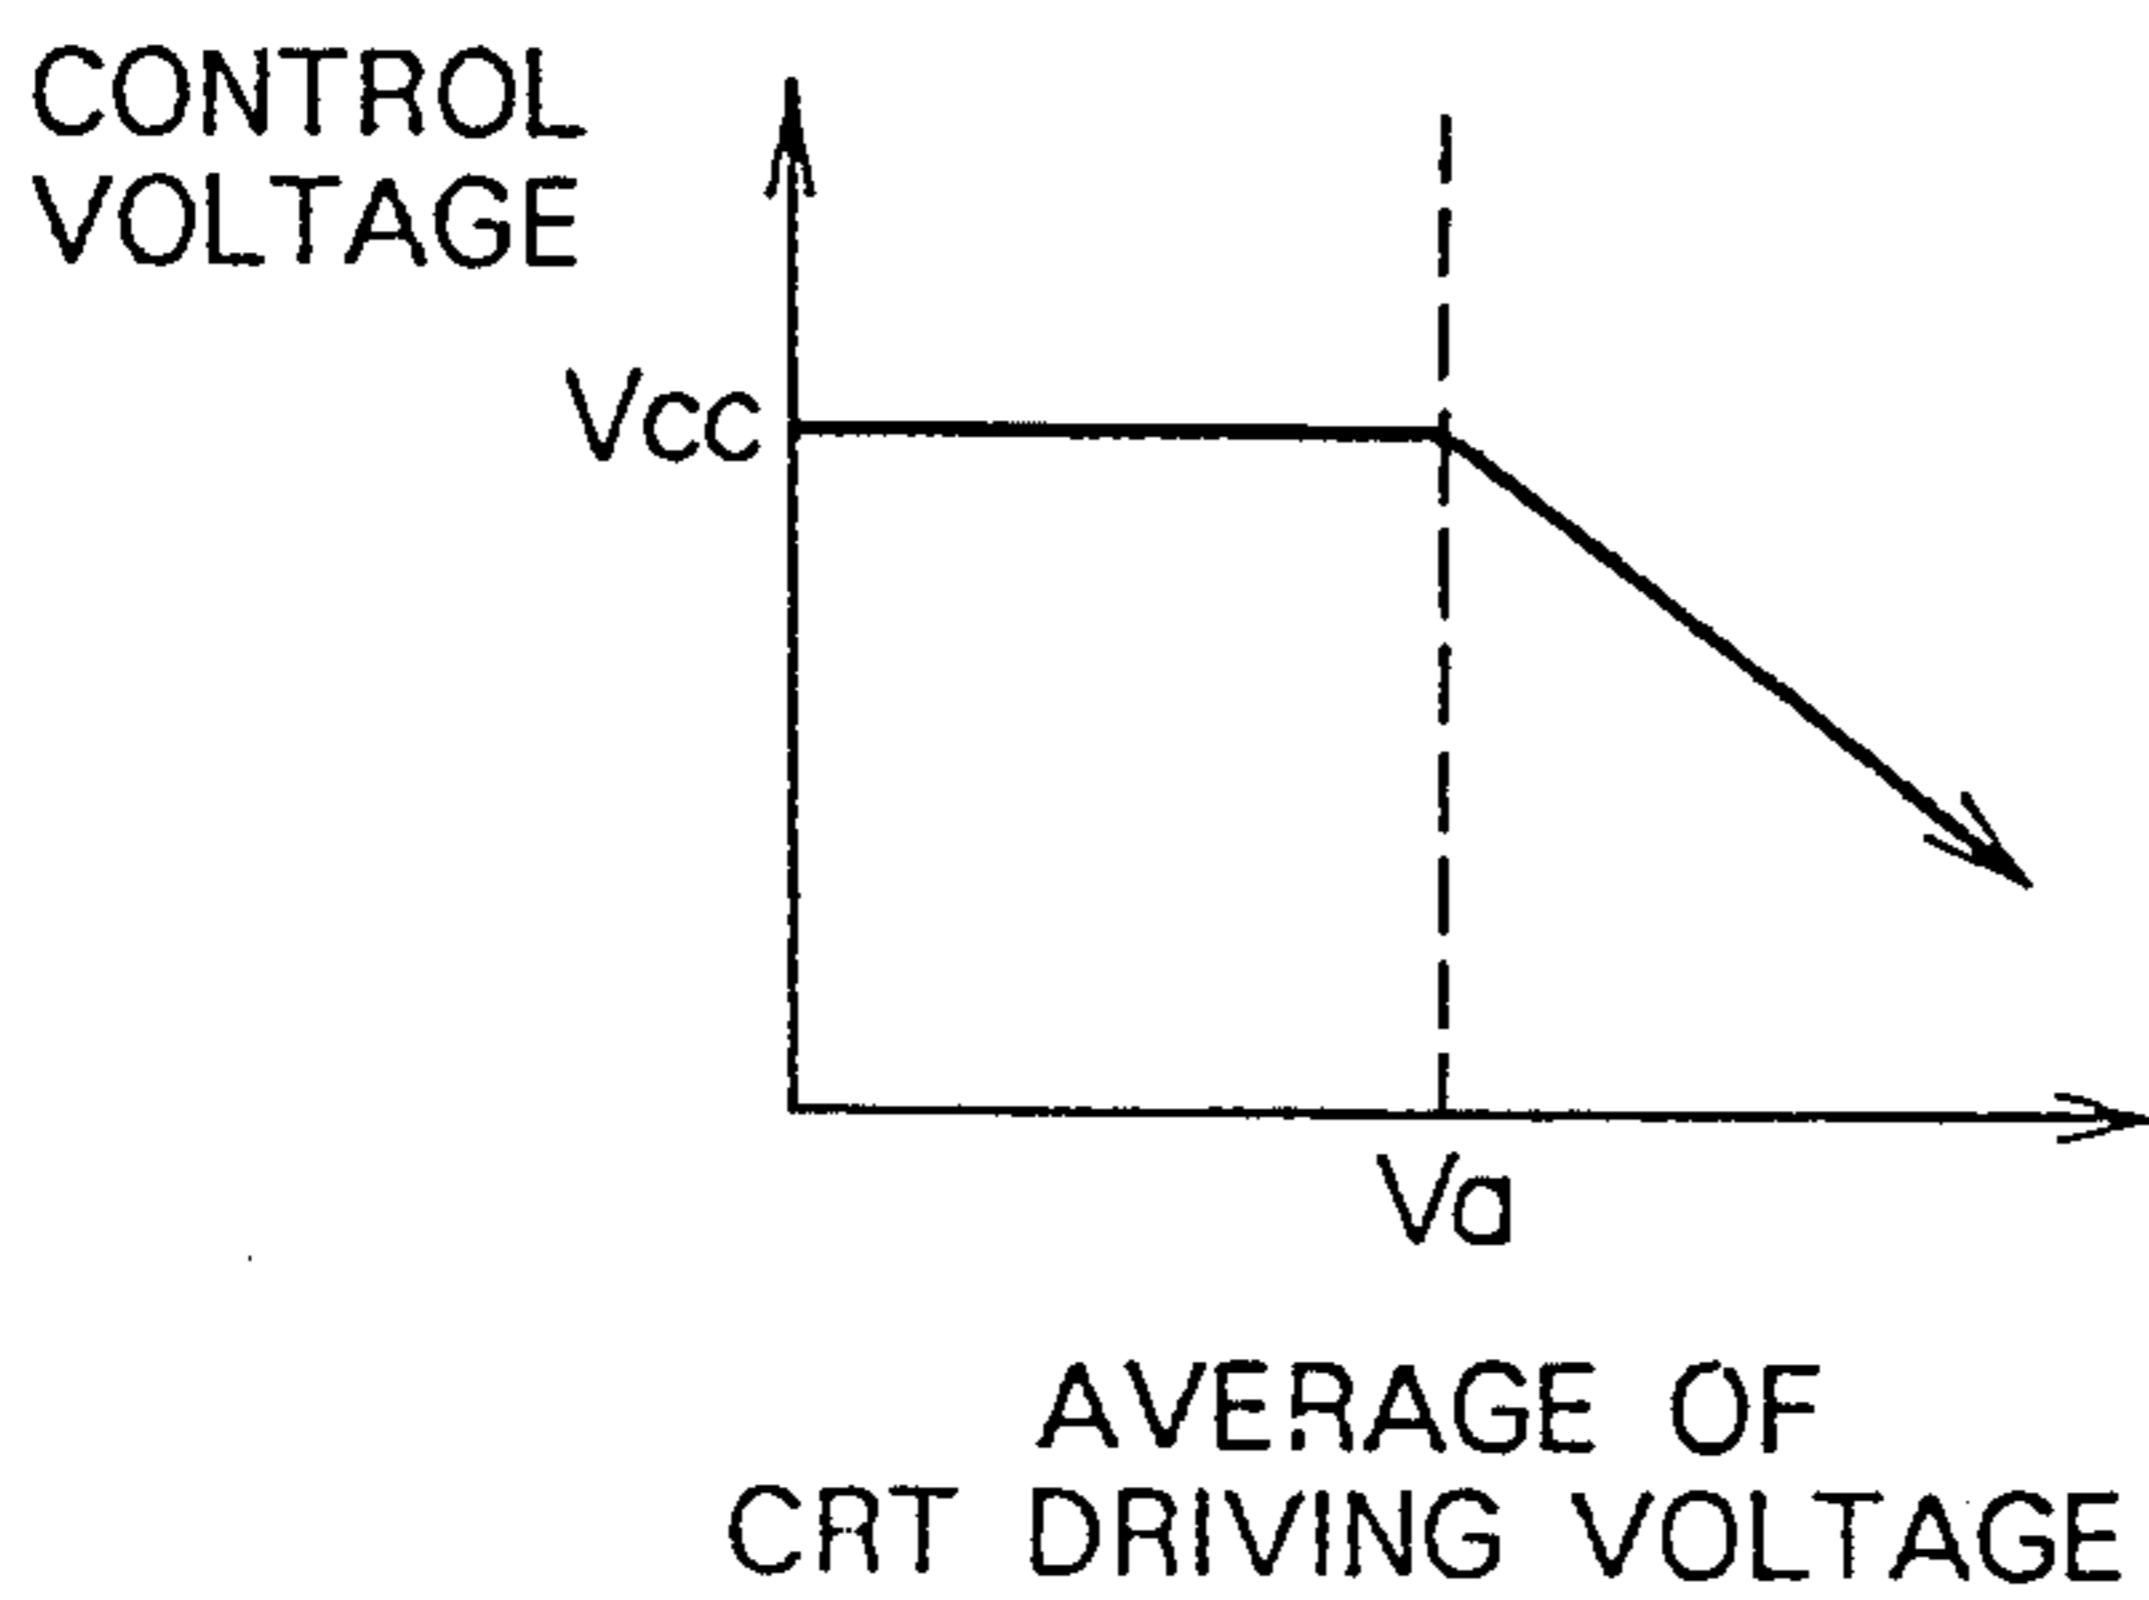 CONTROL
VOLTAGE
Vcc
Va
AVERAGE OF
CRT DRIVING VOLTAGE